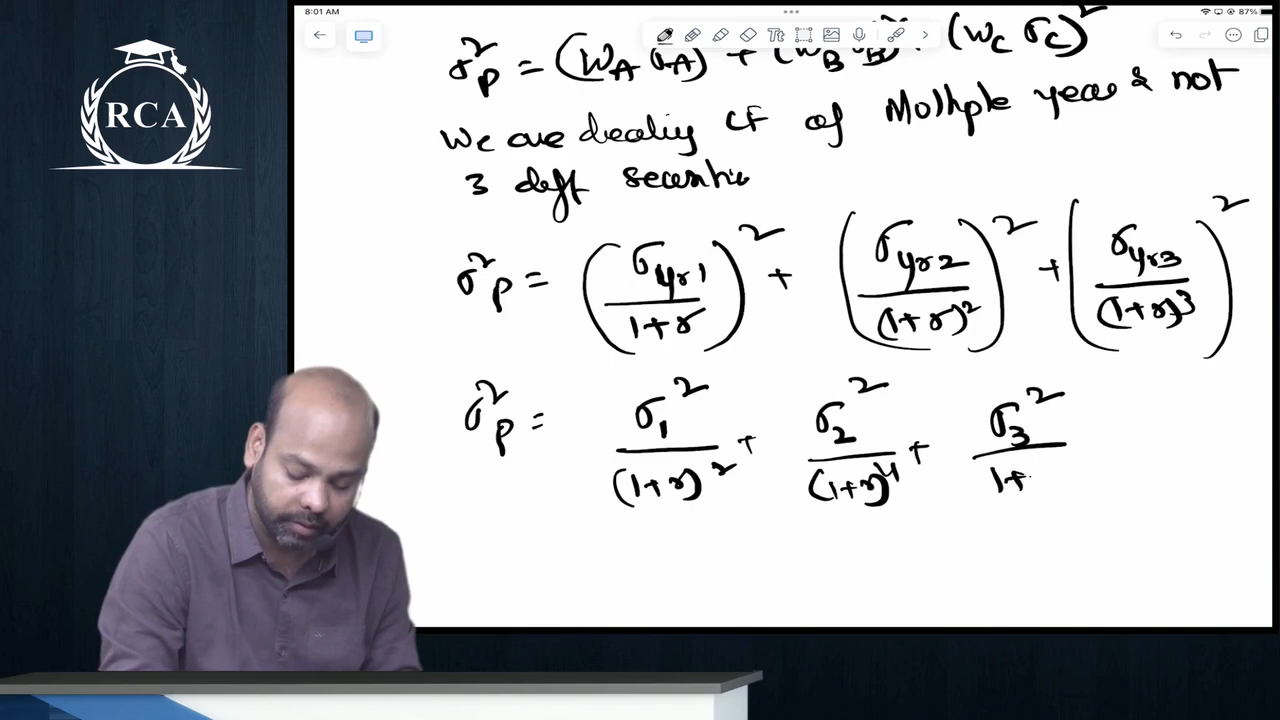 8:01 AM
87%
RCA
σ²p = (WA σA)² + (WB σB)² + (WC σC)²
We are dealing CF of Multiple years & not
3 diff securities
σ²p = (σyr1 / 1+r)² + (σyr2 / (1+r)²)² + (σyr3 / (1+r)³)²
σ²p = σ1² / (1+r)² + σ2² / (1+r)⁴ + σ3² / 1+